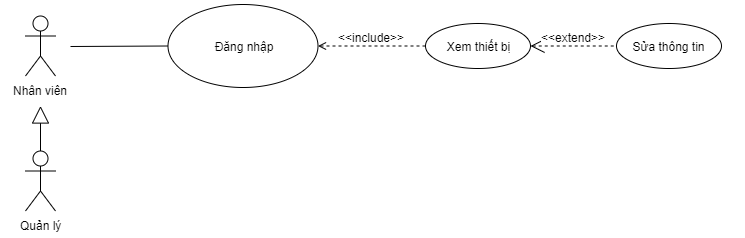 Đăng nhập
<<include>>
Xem thiết bị
<<extend>>
Sửa thông tin
Nhân viên
Quản lý